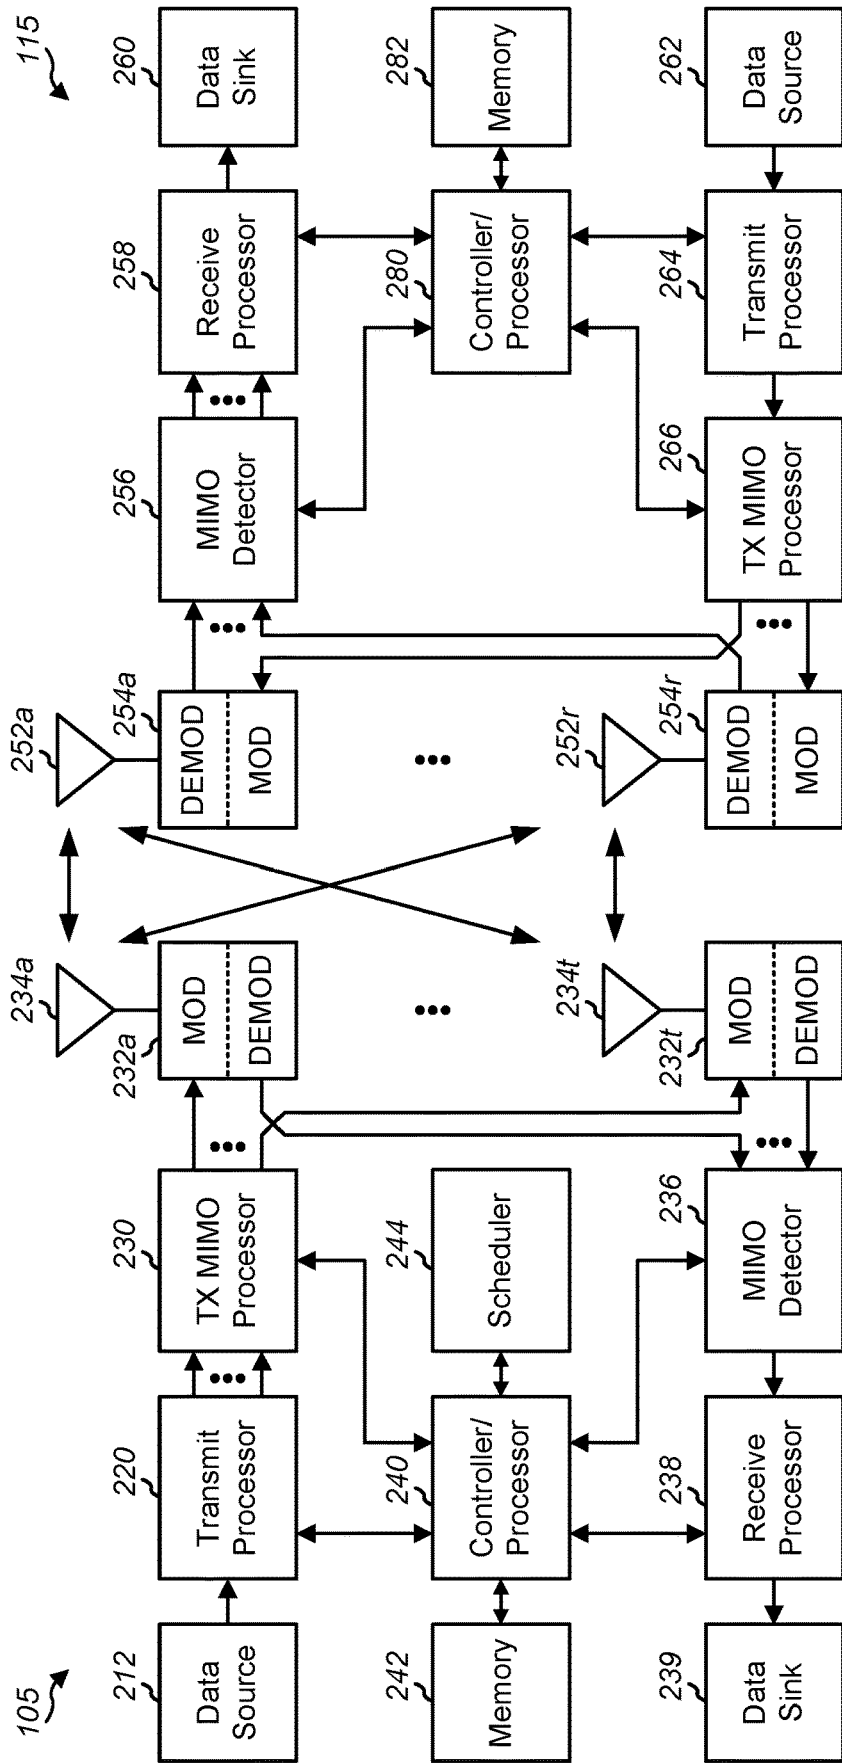 105
115
212
Data
Source
220
Transmit
Processor
230
TX MIMO
Processor
232a
MOD
DEMOD
234a
252a
254a
DEMOD
MOD
256
MIMO
Detector
258
Receive
Processor
260
Data
Sink
242
Memory
240
Controller/
Processor
244
Scheduler
280
Controller/
Processor
282
Memory
239
Data
Sink
238
Receive
Processor
236
MIMO
Detector
232t
MOD
DEMOD
234t
252r
254r
DEMOD
MOD
266
TX MIMO
Processor
264
Transmit
Processor
262
Data
Source